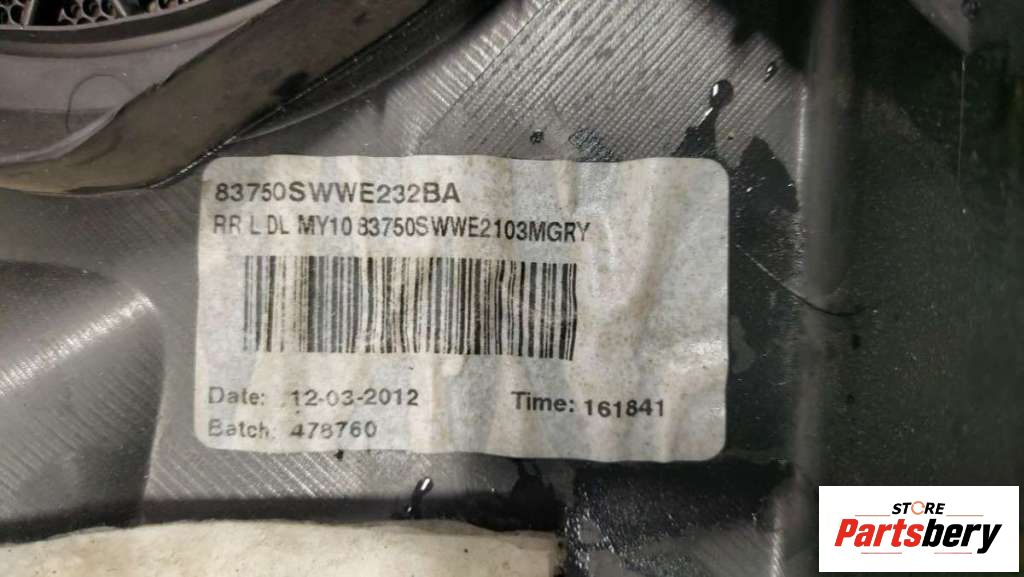 83750SWWE232BA
RR L DL MY10 83750SWWE2103MGRY
Date: 12-03-2012 Time: 161841
Batch: 478760
STORE
Partsbery